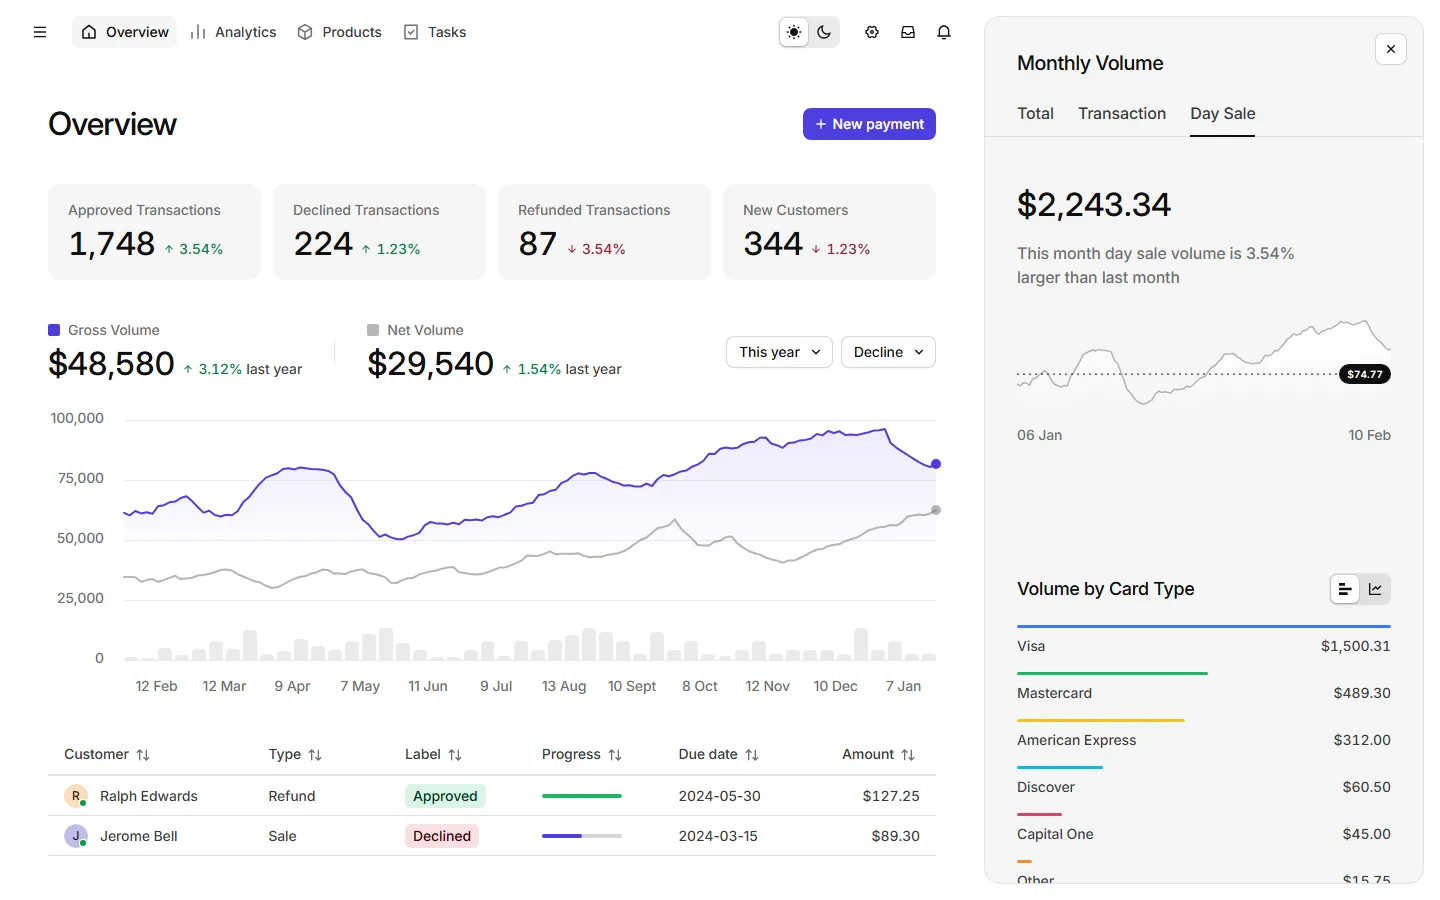 Overview
Analytics
Products
Tasks
Overview
+ New payment
Approved Transactions
1,748 ↑ 3.54%
Declined Transactions
224 ↑ 1.23%
Refunded Transactions
87 ↓ 3.54%
New Customers
344 ↓ 1.23%
Gross Volume
$48,580 ↑ 3.12% last year
Net Volume
$29,540 ↑ 1.54% last year
This year
Decline
100,000
75,000
50,000
25,000
0
12 Feb 12 Mar 9 Apr 7 May 11 Jun 9 Jul 13 Aug 10 Sept 8 Oct 12 Nov 10 Dec 7 Jan
Customer Type Label Progress Due date Amount
R Ralph Edwards Refund Approved 2024-05-30 $127.25
J Jerome Bell Sale Declined 2024-03-15 $89.30
Monthly Volume
Total Transaction Day Sale
$2,243.34
This month day sale volume is 3.54%
larger than last month
$74.77
06 Jan 10 Feb
Volume by Card Type
Visa $1,500.31
Mastercard $489.30
American Express $312.00
Discover $60.50
Capital One $45.00
Other $15.75